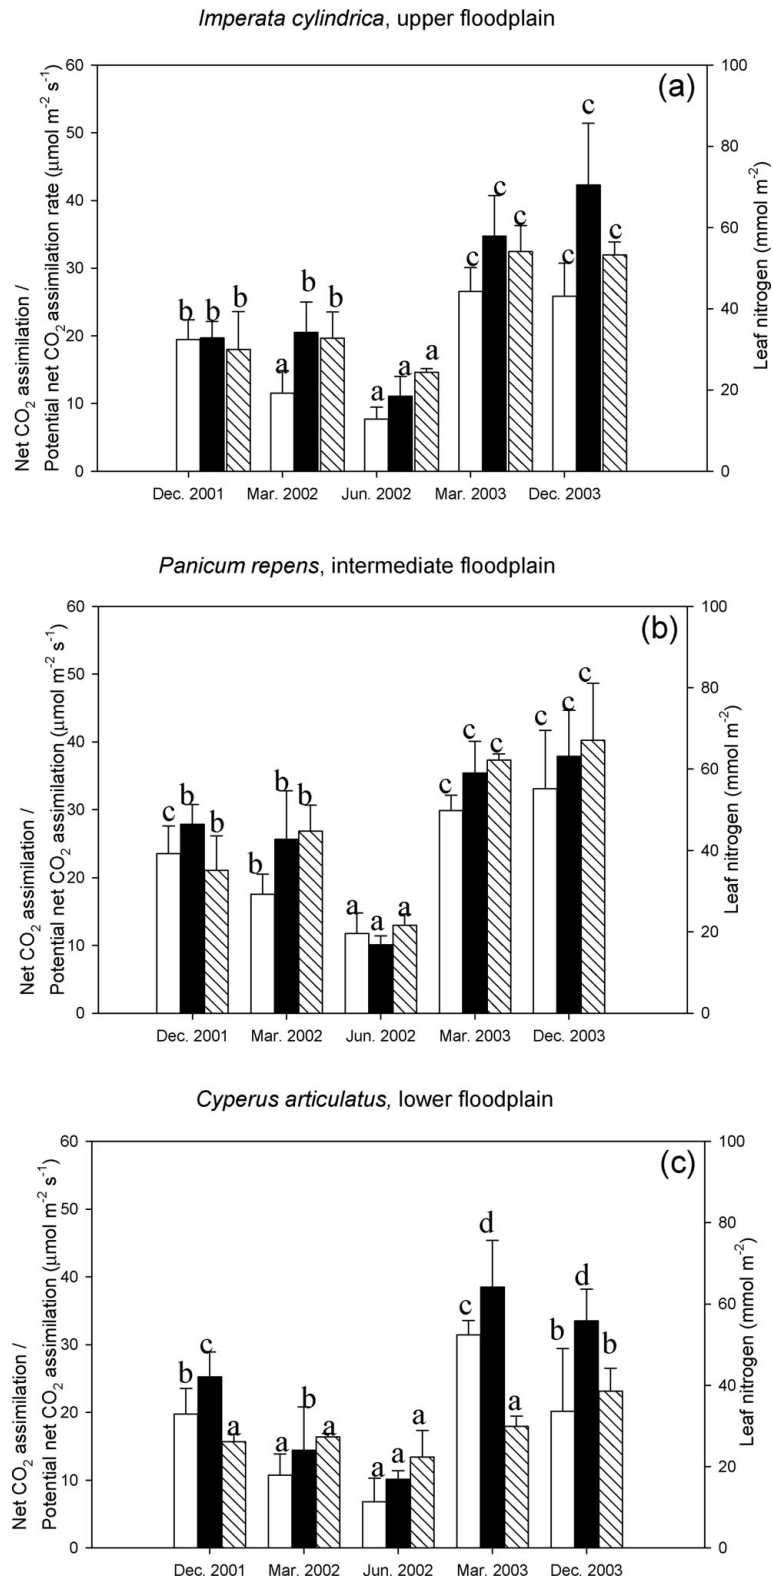 Imperata cylindrica, upper floodplain
(a)
60
50
40
30
20
10
0
100
80
60
40
20
0
Net CO2 assimilation /
Potential net CO2 assimilation rate (μmol m-2 s-1)
Leaf nitrogen (mmol m-2)
b b b
a b b
a a a
c c c
c c c
Dec. 2001 Mar. 2002 Jun. 2002 Mar. 2003 Dec. 2003
Panicum repens, intermediate floodplain
(b)
60
50
40
30
20
10
0
100
80
60
40
20
0
Net CO2 assimilation /
Potential net CO2 assimilation (μmol m-2 s-1)
Leaf nitrogen (mmol m-2)
c b b
b b b
a a a
c c c
c c c
Dec. 2001 Mar. 2002 Jun. 2002 Mar. 2003 Dec. 2003
Cyperus articulatus, lower floodplain
(c)
60
50
40
30
20
10
0
100
80
60
40
20
0
Net CO2 assimilation /
Potential net CO2 assimilation (μmol m-2 s-1)
Leaf nitrogen (mmol m-2)
b c a
a b a
a a a
c d a
b d b
Dec. 2001 Mar. 2002 Jun. 2002 Mar. 2003 Dec. 2003